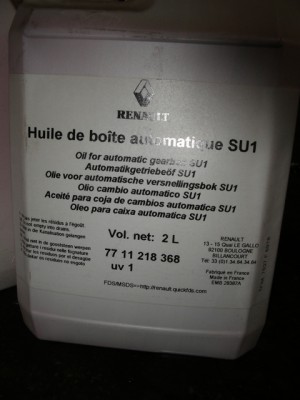 RENAULT
Huile de boîte automatique SU1
Oil for automatic gearbox SU1
Automatikgetriebeöf SU1
Olie voor automatische versnellingsbok SU1
Olio cambio automatico SU1
Aceité para coja de cambios automatica SU1
Oleo para caixa automatica SU1
Vol. net: 2 L
77 11 218 368
uv 1
RENAULT
13 - 15 Quai LE GALLO
92100 BOULOGNE
BILLANCOURT
Fabriqué en France
Made in France
FDS/MSDS==>http://renault.quickfds.com